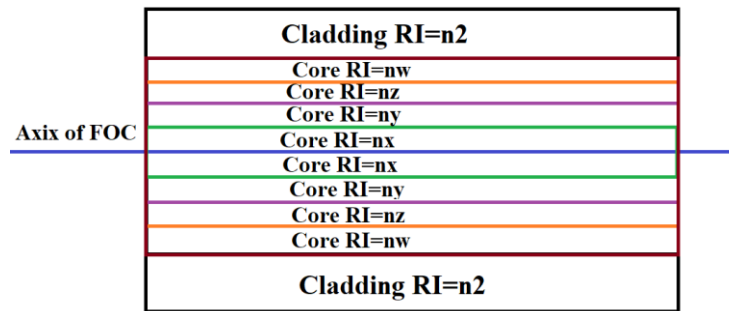 Cladding RI=n2
Core RI=nw
Core RI=nz
Core RI=ny
Axix of FOC
Core RI=nx
Core RI=nx
Core RI=ny
Core RI=nz
Core RI=nw
Cladding RI=n2